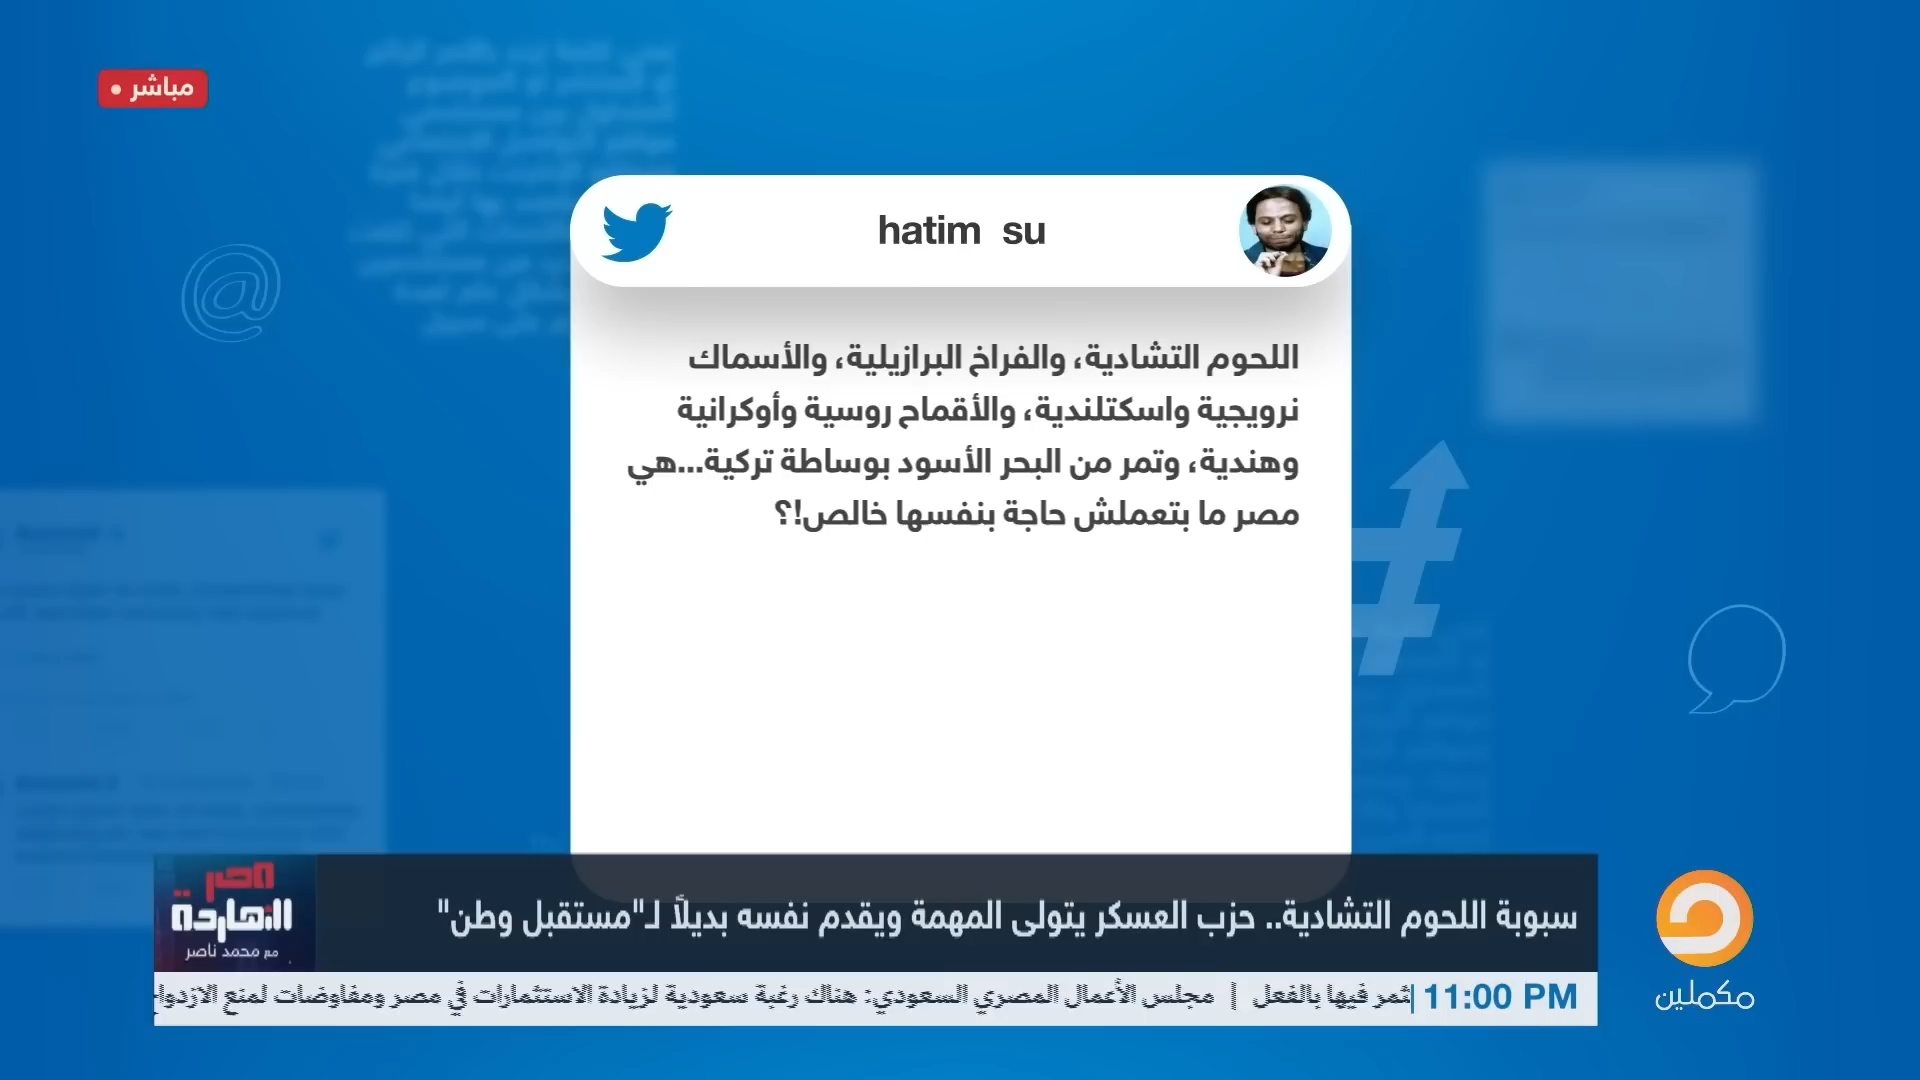 مباشر
hatim su
اللحوم التشادية، والفراخ البرازيلية، والأسماك
نرويجية واسكتلندية، والأقماح روسية وأوكرانية
وهندية، وتمر من البحر الأسود بوساطة تركية...هي
مصر ما بتعملش حاجة بنفسها خالص!؟
سبوبة اللحوم التشادية.. حزب العسكر يتولى المهمة ويقدم نفسه بديلاً لـ"مستقبل وطن"
مصر
النهاردة
مع محمد ناصر
11:00 PM
فيها بالفعل | مجلس الأعمال المصري السعودي: هناك رغبة سعودية لزيادة الاستثمارات في مصر ومفاوضات لمنع
مكملين